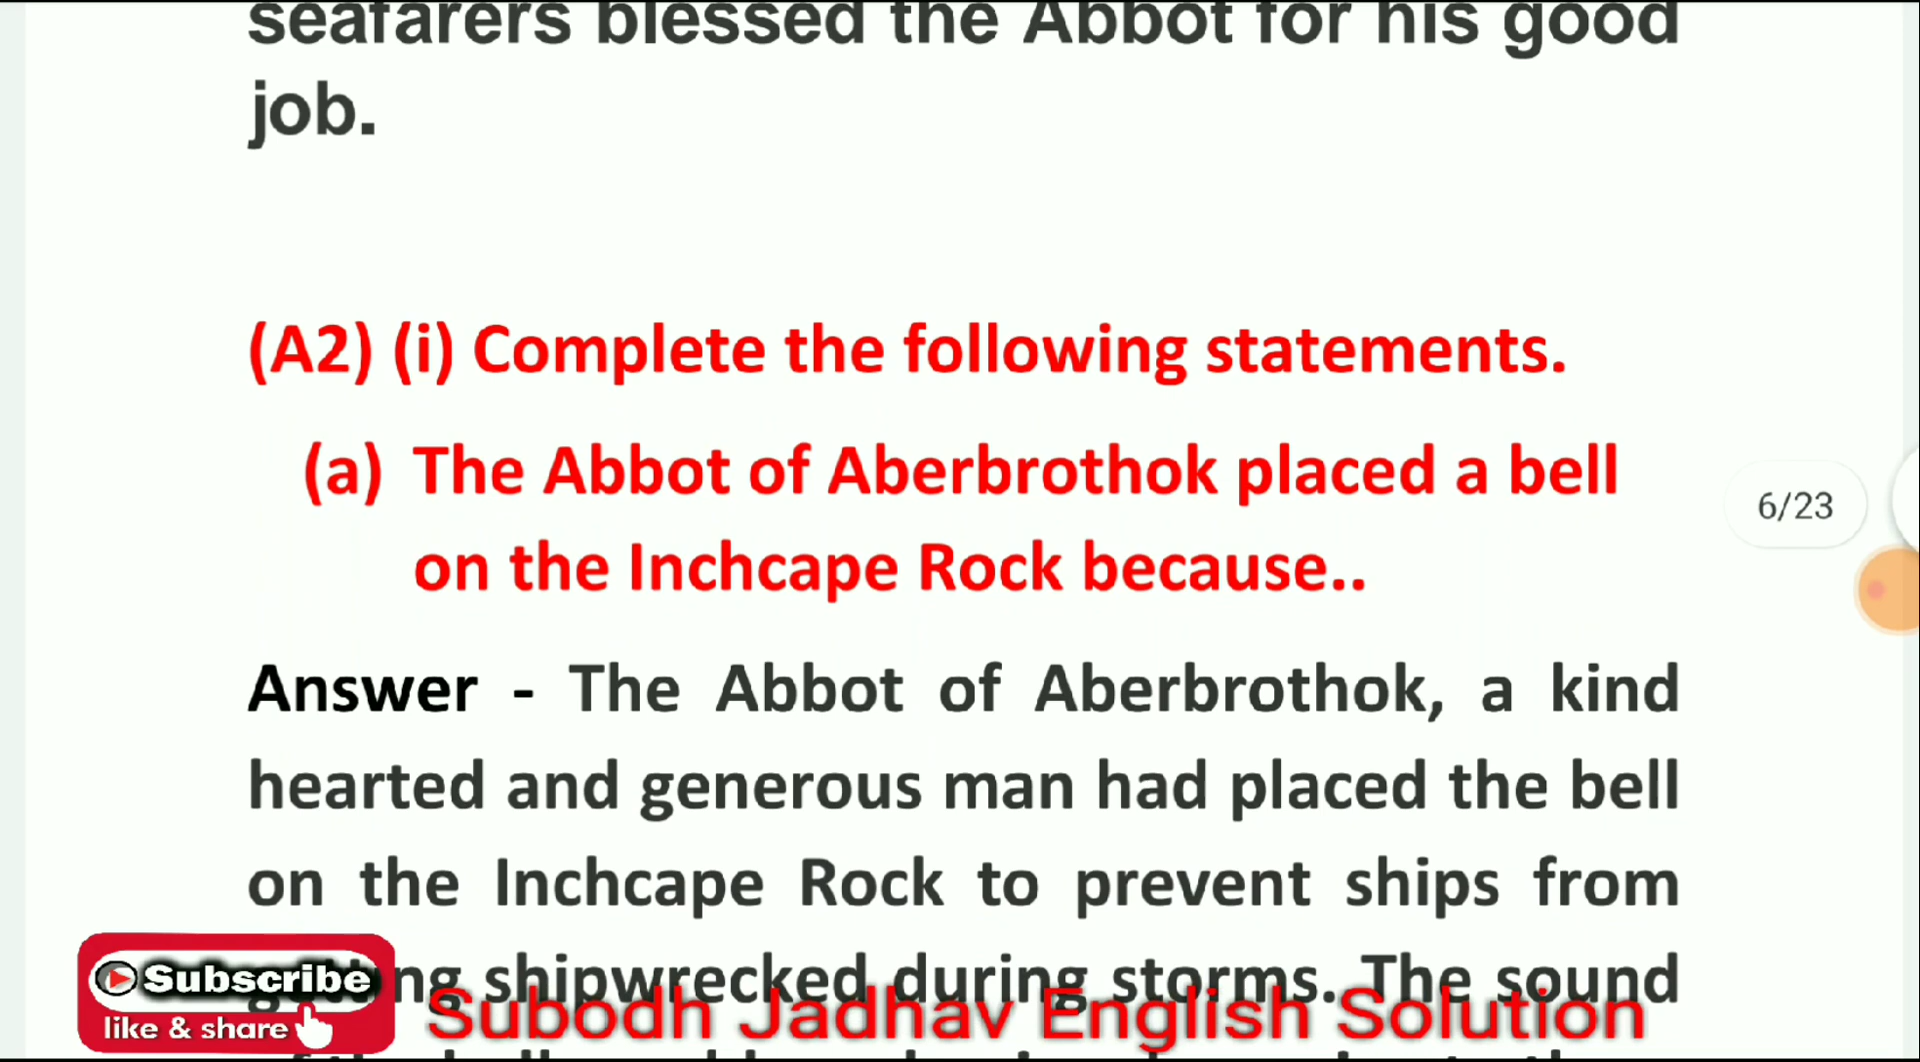 seafarers blessed the Abbot for his good
job.
(A2) (i) Complete the following statements.
(a) The Abbot of Aberbrothok placed a bell
on the Inchcape Rock because..
6/23
Answer - The Abbot of Aberbrothok, a kind
hearted and generous man had placed the bell
on the Inchcape Rock to prevent ships from
shipwrecked during storms. The sound
Subscribe
like & share
Subodh Jadhav English Solution